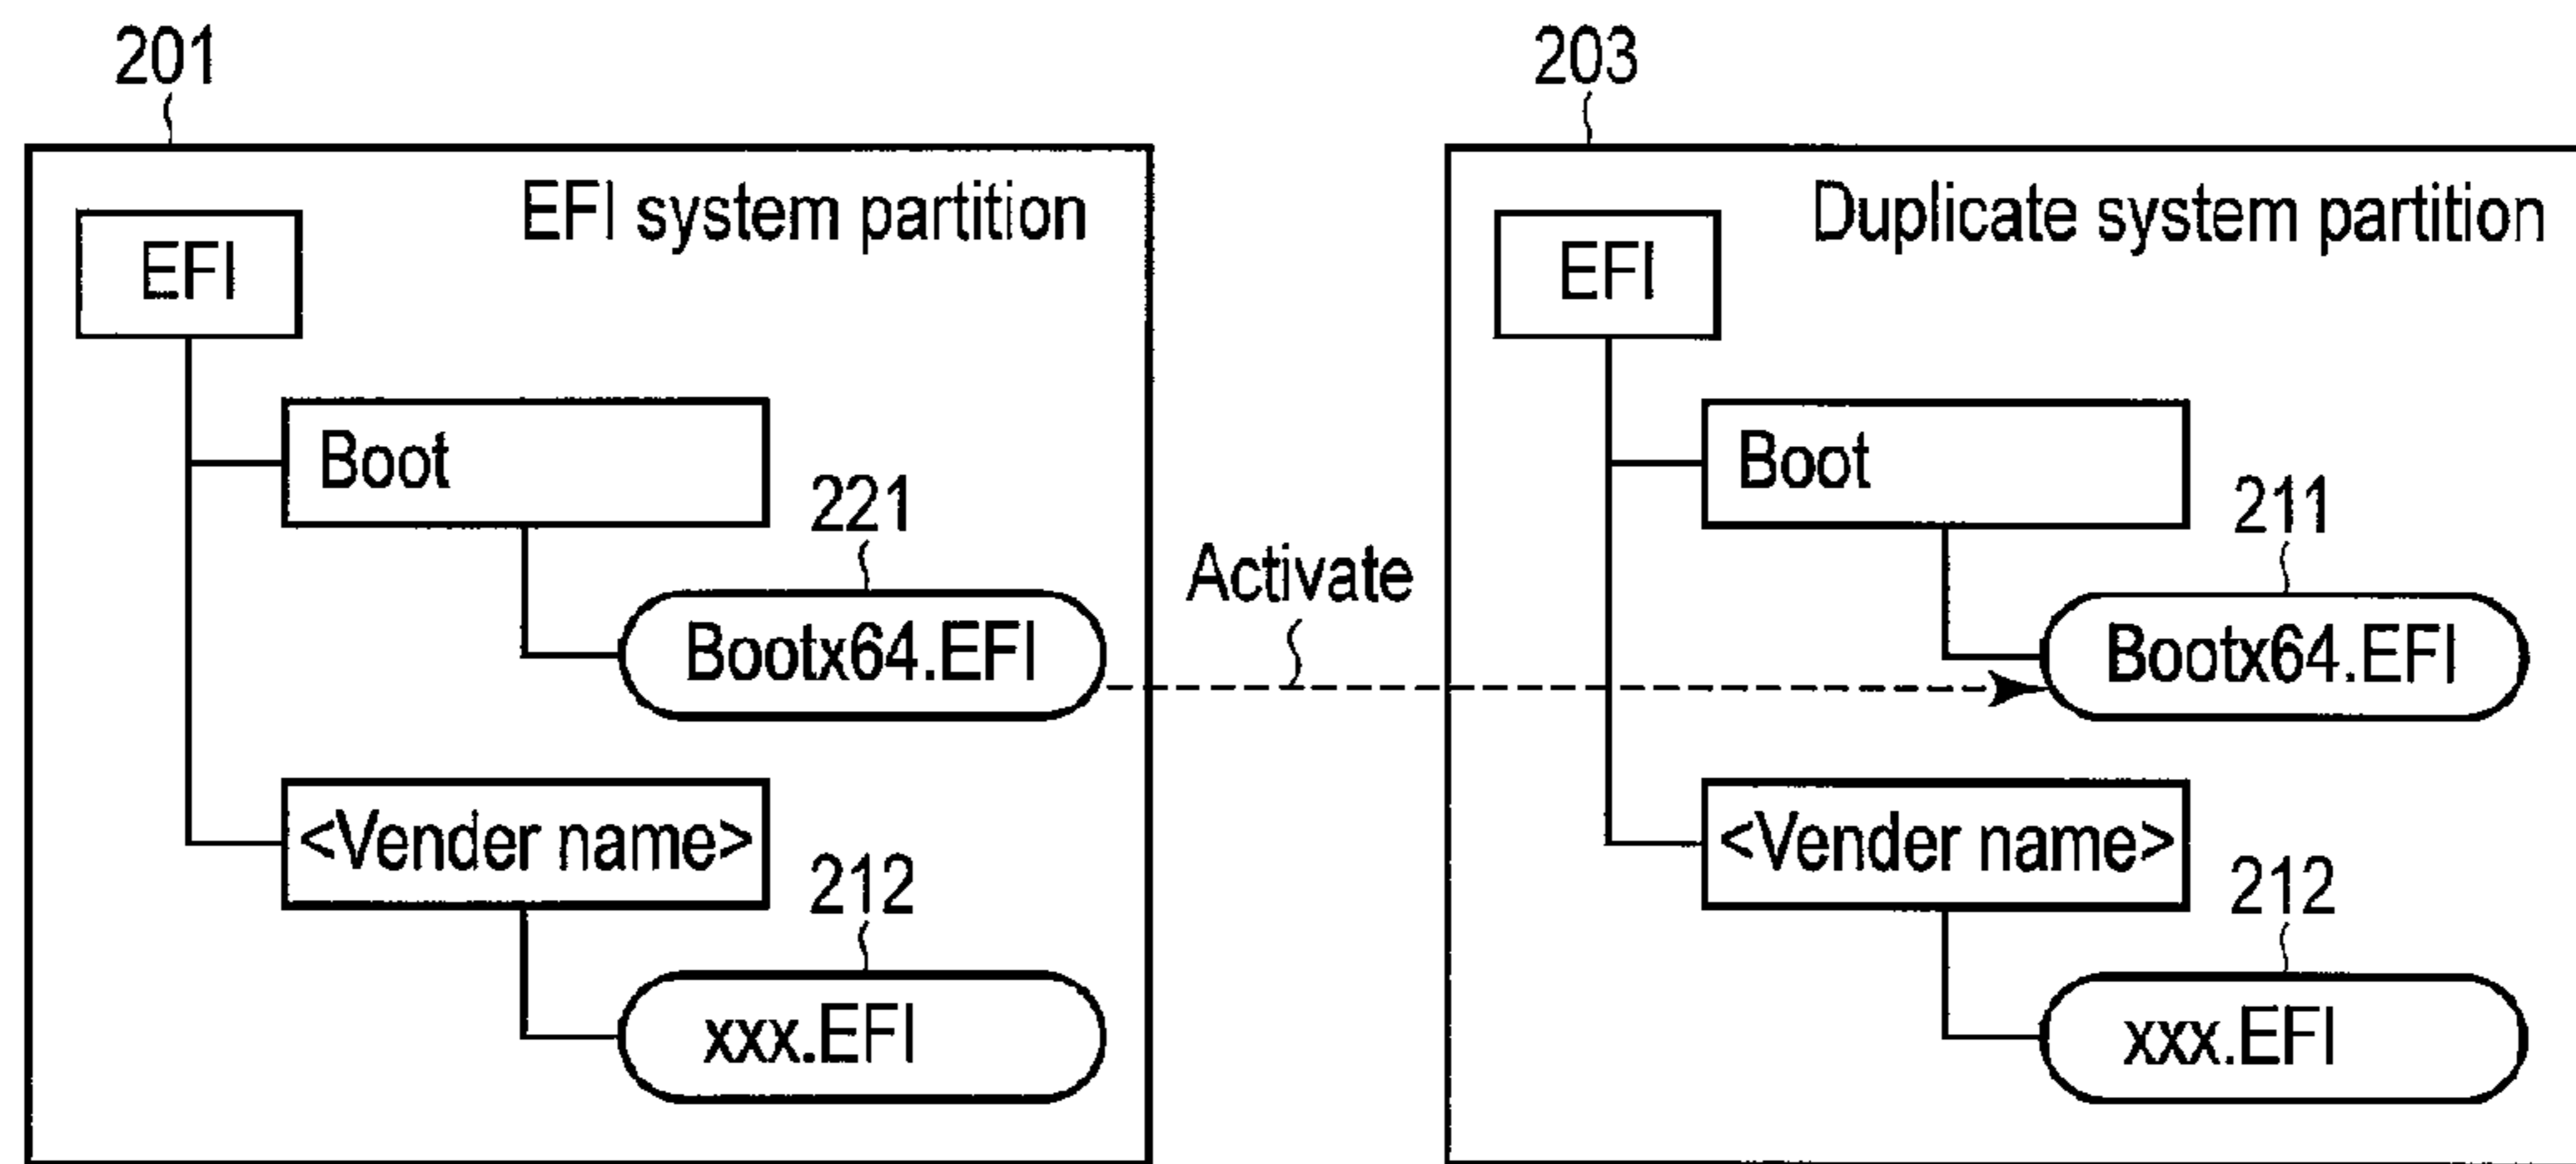 201
203
EFI system partition
Duplicate system partition
EFI
EFI
Boot
Boot
221
211
Activate
Bootx64.EFI
Bootx64.EFI
<Vender name>
<Vender name>
212
212
xxx.EFI
xxx.EFI